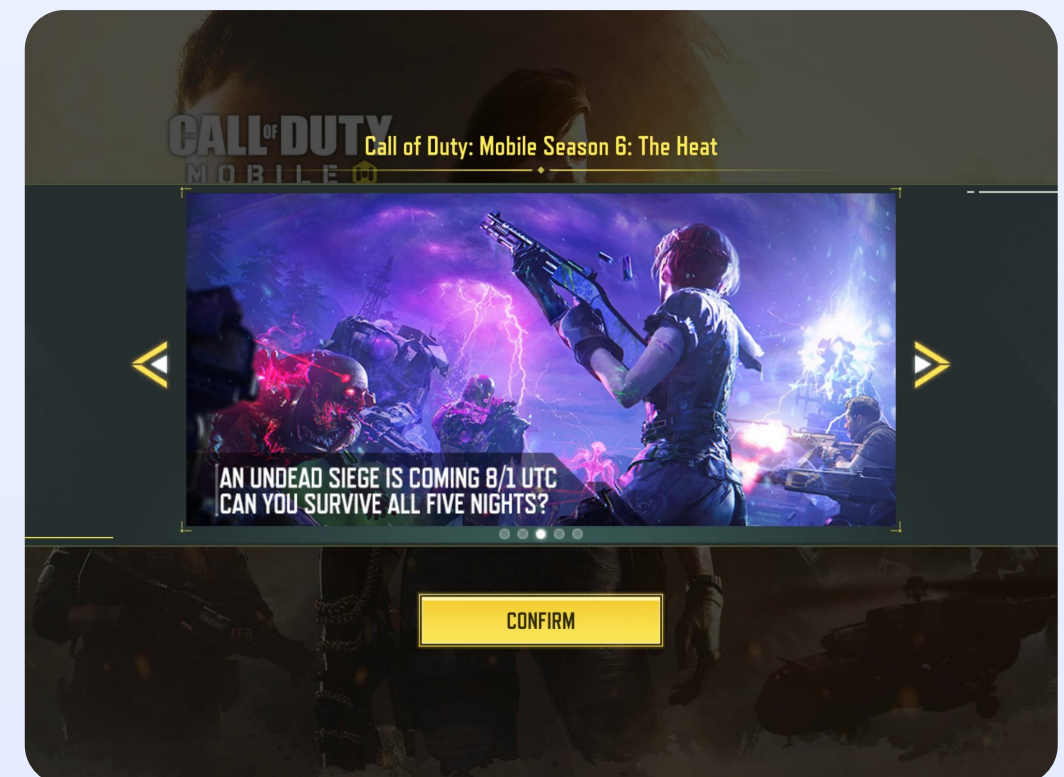 CALL OF DUTY
MOBILE
Call of Duty: Mobile Season 6: The Heat
AN UNDEAD SIEGE IS COMING 8/1 UTC
CAN YOU SURVIVE ALL FIVE NIGHTS?
CONFIRM